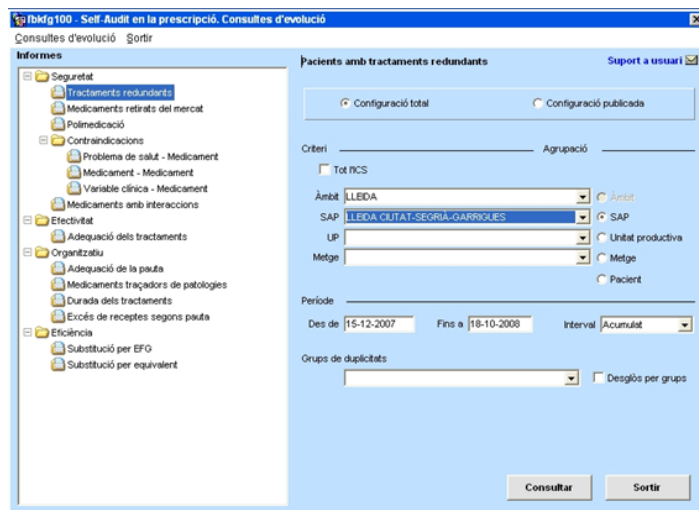 fbkfg100 - Self-Audit en la prescripció. Consultes d'evolució
Consultes d'evolució Sortir
Informes
Seguretat
Tractaments redundants
Medicaments retirats del mercat
Polimedicació
Contraindicacions
Problema de salut - Medicament
Medicament - Medicament
Variable clínica - Medicament
Medicaments amb interaccions
Efectivitat
Adequació dels tractaments
Organitzatiu
Adequació de la pauta
Medicaments traçadors de patologies
Durada dels tractaments
Excés de receptes segons pauta
Eficiència
Substitució per EFG
Substitució per equivalent
Pacients amb tractaments redundants Suport a usuari
Configuració total Configuració publicada
Criteri Agrupació
Tot l'ICS
Àmbit LLEIDA Àmbit
SAP LLEIDA CIUTAT-SEGRIÀ-GARRIGUES SAP
UP Unitat productiva
Metge Metge
Pacient
Període
Des de 15-12-2007 Fins a 18-10-2008 Interval Acumulat
Grups de duplicitats
Desglòs per grups
Consultar Sortir